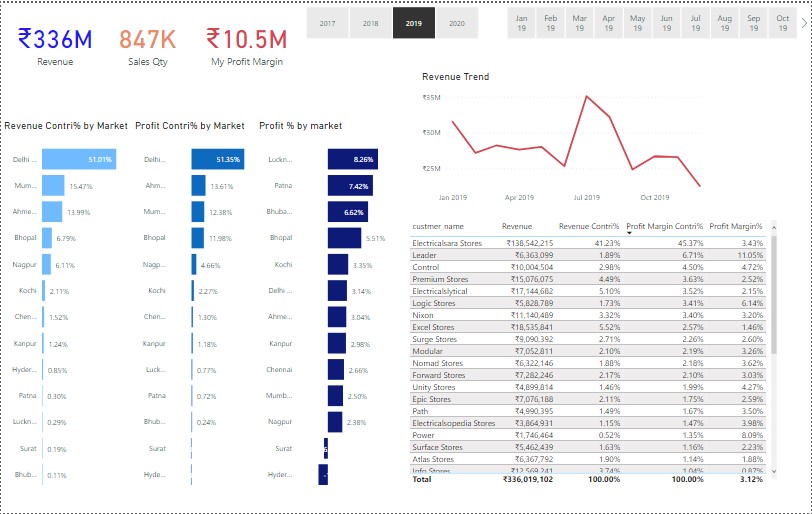 ₹336M 847K ₹10.5M
Revenue Sales Qty My Profit Margin
2017 2018 2019 2020
Jan 19 Feb 19 Mar 19 Apr 19 May 19 Jun 19 Jul 19 Aug 19 Sep 19 Oct 19
Revenue Contri% by Market
Delhi ... 51.01%
Mum... 15.47%
Ahme... 13.99%
Bhopal 6.79%
Nagpur 6.11%
Kochi 2.11%
Chen... 1.52%
Kanpur 1.24%
Hyder... 0.85%
Patna 0.30%
Luckn... 0.29%
Surat 0.19%
Bhub... 0.11%
Profit Contri% by Market
Delhi... 51.35%
Ahm... 13.61%
Mum... 12.38%
Bhopal 11.98%
Nagp... 4.66%
Kochi 2.27%
Chen... 1.30%
Kanpur 1.18%
Luck... 0.77%
Patna 0.72%
Bhub... 0.24%
Surat
Hyde...
Profit % by market
Luckn... 8.26%
Patna 7.42%
Bhuba... 6.62%
Bhopal 5.51%
Kochi 3.35%
Delhi ... 3.14%
Ahme... 3.04%
Kanpur 2.98%
Chennai 2.66%
Mumb... 2.50%
Nagpur 2.38%
Surat
Hyder...
Revenue Trend
₹35M
₹30M
₹25M
Jan 2019 Apr 2019 Jul 2019 Oct 2019
custmer_name Revenue Revenue Contri% Profit Margin Contri% Profit Margin%
Electricalsara Stores ₹138,542,215 41.23% 45.37% 3.43%
Leader ₹6,363,099 1.89% 6.71% 11.05%
Control ₹10,004,504 2.98% 4.50% 4.72%
Premium Stores ₹15,076,075 4.49% 3.63% 2.52%
Electricalslytical ₹17,144,682 5.10% 3.52% 2.15%
Logic Stores ₹5,828,789 1.73% 3.41% 6.14%
Nixon ₹11,140,489 3.32% 3.40% 3.20%
Excel Stores ₹18,535,841 5.52% 2.57% 1.46%
Surge Stores ₹9,090,392 2.71% 2.26% 2.60%
Modular ₹7,052,811 2.10% 2.19% 3.26%
Nomad Stores ₹6,322,146 1.88% 2.18% 3.62%
Forward Stores ₹7,282,246 2.17% 2.10% 3.03%
Unity Stores ₹4,899,814 1.46% 1.99% 4.27%
Epic Stores ₹7,076,188 2.11% 1.75% 2.59%
Path ₹4,990,395 1.49% 1.67% 3.50%
Electricalsopedia Stores ₹3,864,931 1.15% 1.47% 3.98%
Power ₹1,746,464 0.52% 1.35% 8.09%
Surface Stores ₹5,462,439 1.63% 1.16% 2.23%
Atlas Stores ₹6,367,792 1.90% 1.14% 1.88%
Info Stores ₹12,569,241 3.74% 1.04% 0.87%
Total ₹336,019,102 100.00% 100.00% 3.12%